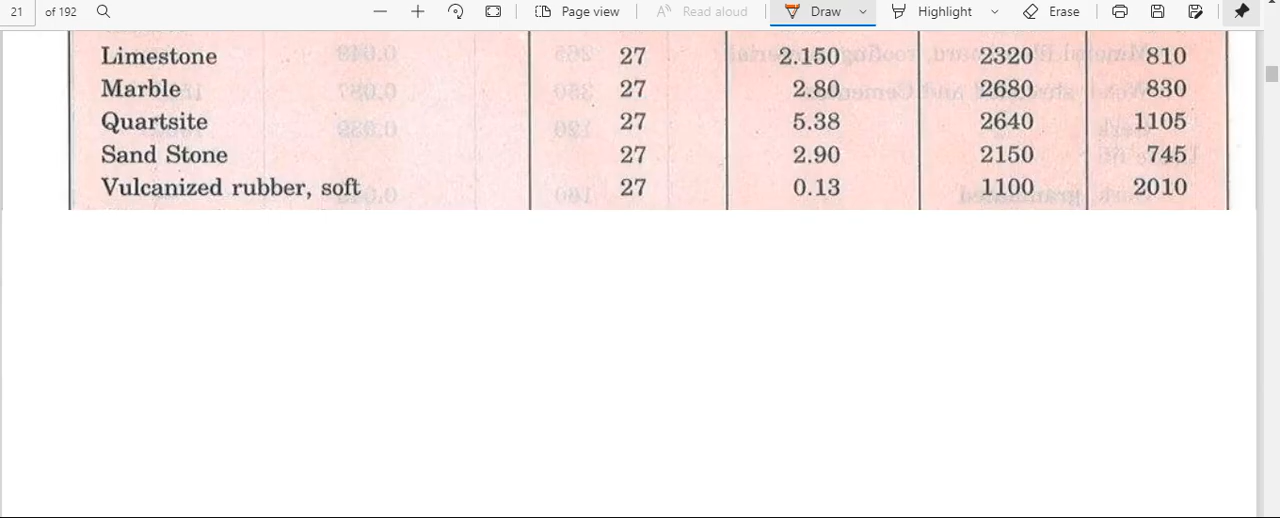 21 of 192 Page view Read aloud Draw Highlight Erase
Limestone 27 2.150 2320 810
Marble 27 2.80 2680 830
Quartsite 27 5.38 2640 1105
Sand Stone 27 2.90 2150 745
Vulcanized rubber, soft 27 0.13 1100 2010